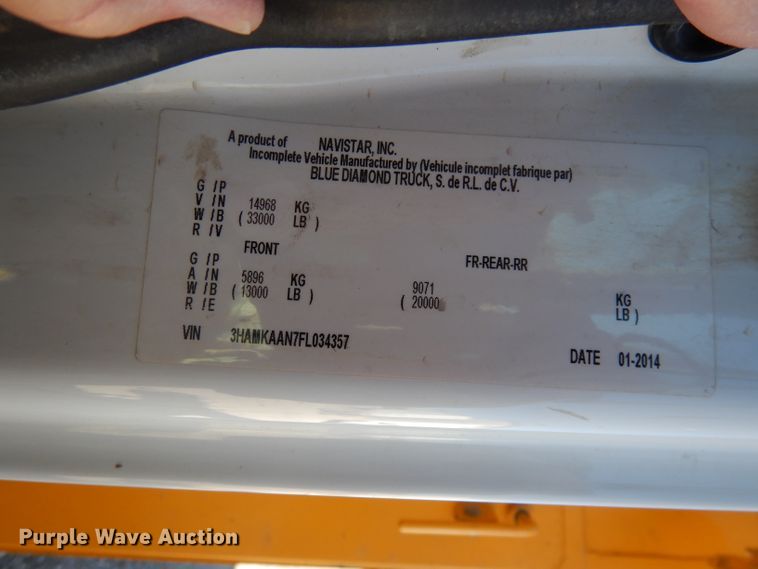 A product of NAVISTAR, INC.
Incomplete Vehicle Manufactured by (Vehicule incomplet fabrique par)
BLUE DIAMOND TRUCK, S. de R.L. de C.V.
G /P
V /N 14968 KG
W /B ( 33000 LB )
R /V
FRONT FR-REAR-RR
G /P
A /N 5896 KG 9071 KG
W /B ( 13000 LB ) ( 20000 LB )
R /E
VIN 3HAMKAAN7FL034357 DATE 01-2014
Purple Wave Auction